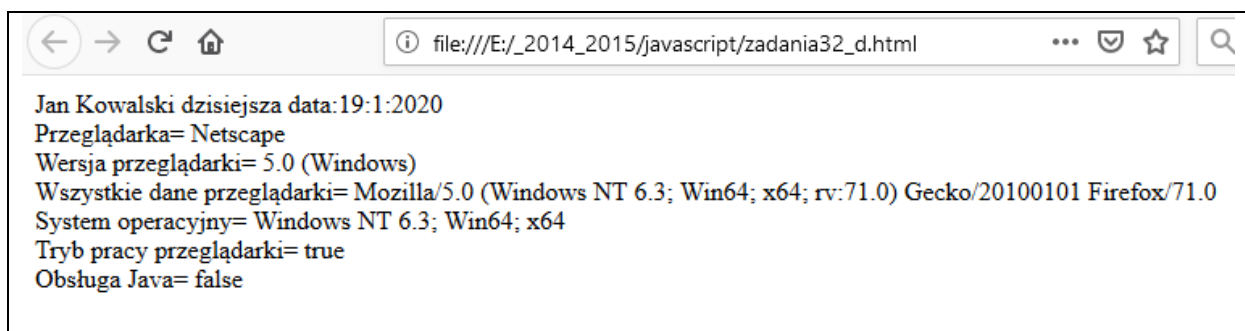 file:///E:/_2014_2015/javascript/zadania32_d.html
Jan Kowalski dzisiejsza data:19:1:2020
Przeglądarka= Netscape
Wersja przeglądarki= 5.0 (Windows)
Wszystkie dane przeglądarki= Mozilla/5.0 (Windows NT 6.3; Win64; x64; rv:71.0) Gecko/20100101 Firefox/71.0
System operacyjny= Windows NT 6.3; Win64; x64
Tryb pracy przeglądarki= true
Obsługa Java= false